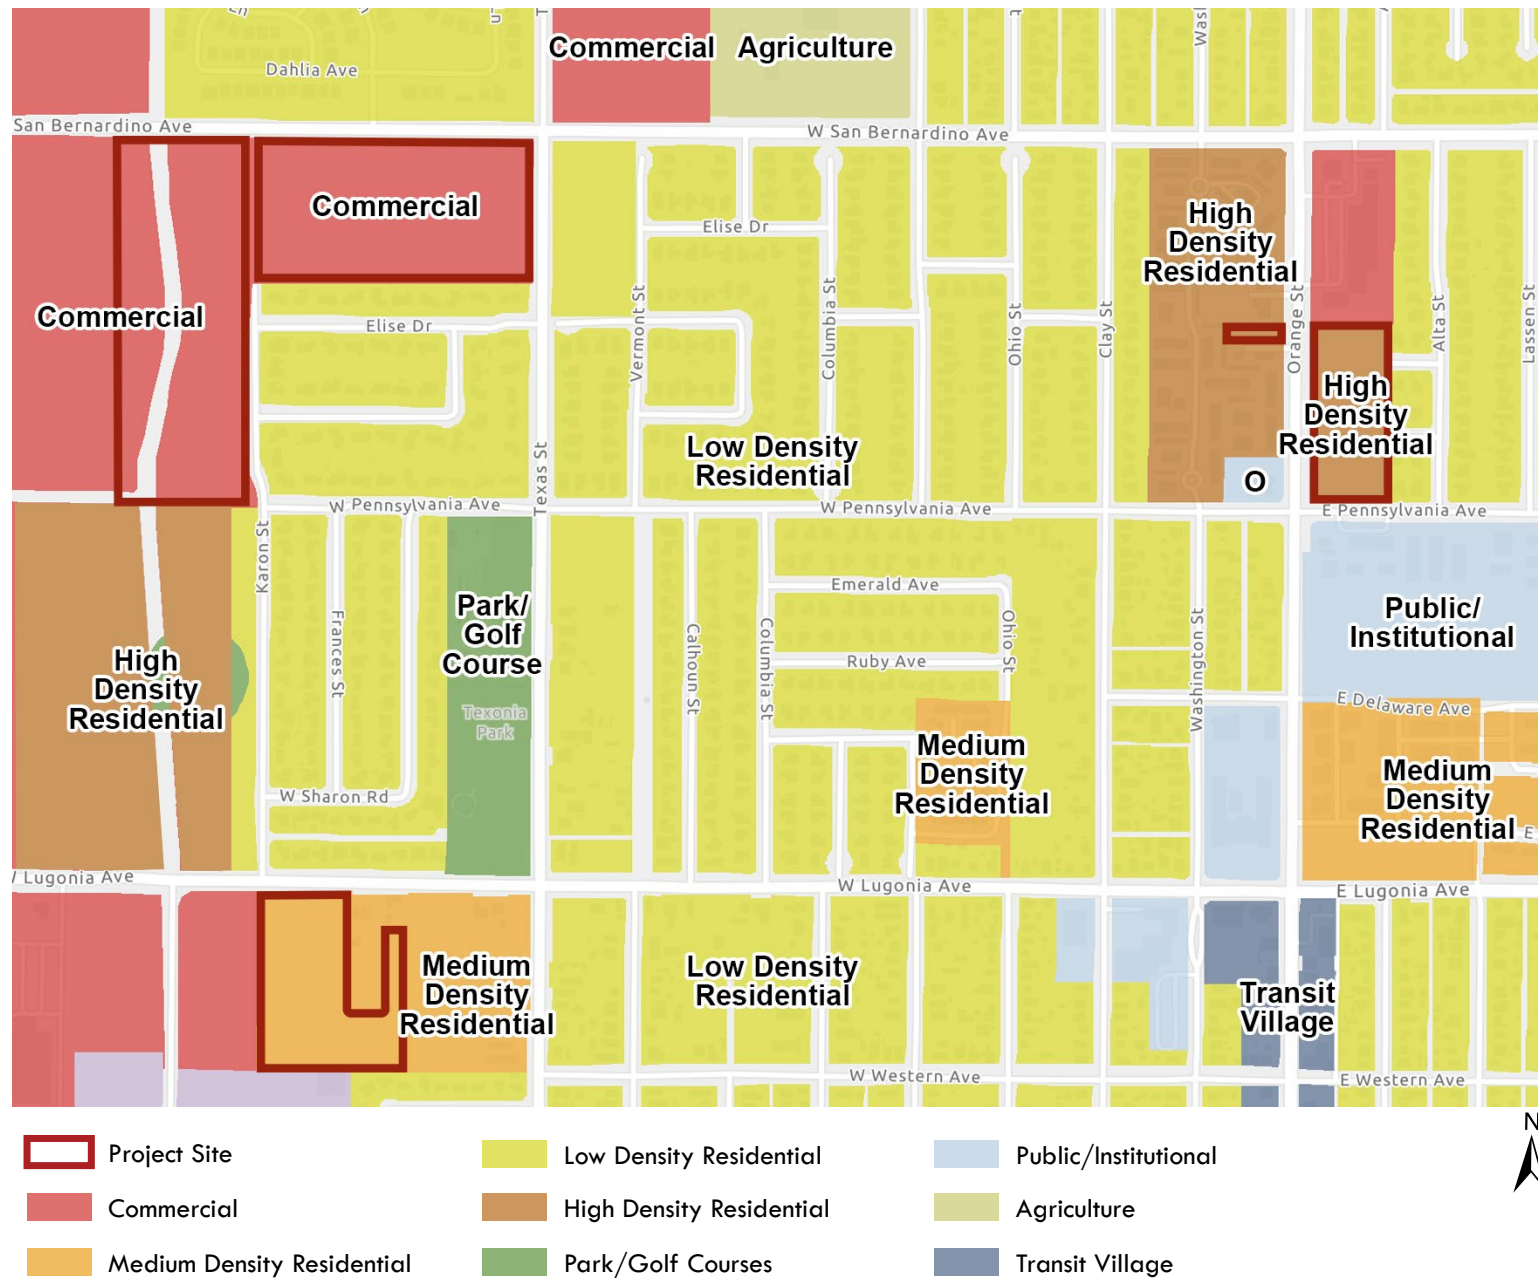 Commercial
Agriculture
Dahlia Ave
San Bernardino Ave
W San Bernardino Ave
Commercial
Elise Dr
High
Density
Residential
Commercial
Elise Dr
Vermont St
Columbia St
Ohio St
Clay St
Orange St
Alta St
Lassen St
High
Density
Residential
Low Density
Residential
Texas St
O
W Pennsylvania Ave
W Pennsylvania Ave
E Pennsylvania Ave
Karon St
Frances St
Park/
Golf
Course
Texonia
Park
Calhoun St
Columbia St
Emerald Ave
Ruby Ave
Ohio St
Washington St
Public/
Institutional
High
Density
Residential
E Delaware Ave
Medium
Density
Residential
Medium
Density
Residential
E
W Sharon Rd
W Lugonia Ave
W Lugonia Ave
E Lugonia Ave
Medium
Density
Residential
Low Density
Residential
Transit
Village
W Western Ave
E Western Ave
N
Project Site
Low Density Residential
Public/Institutional
Commercial
High Density Residential
Agriculture
Medium Density Residential
Park/Golf Courses
Transit Village